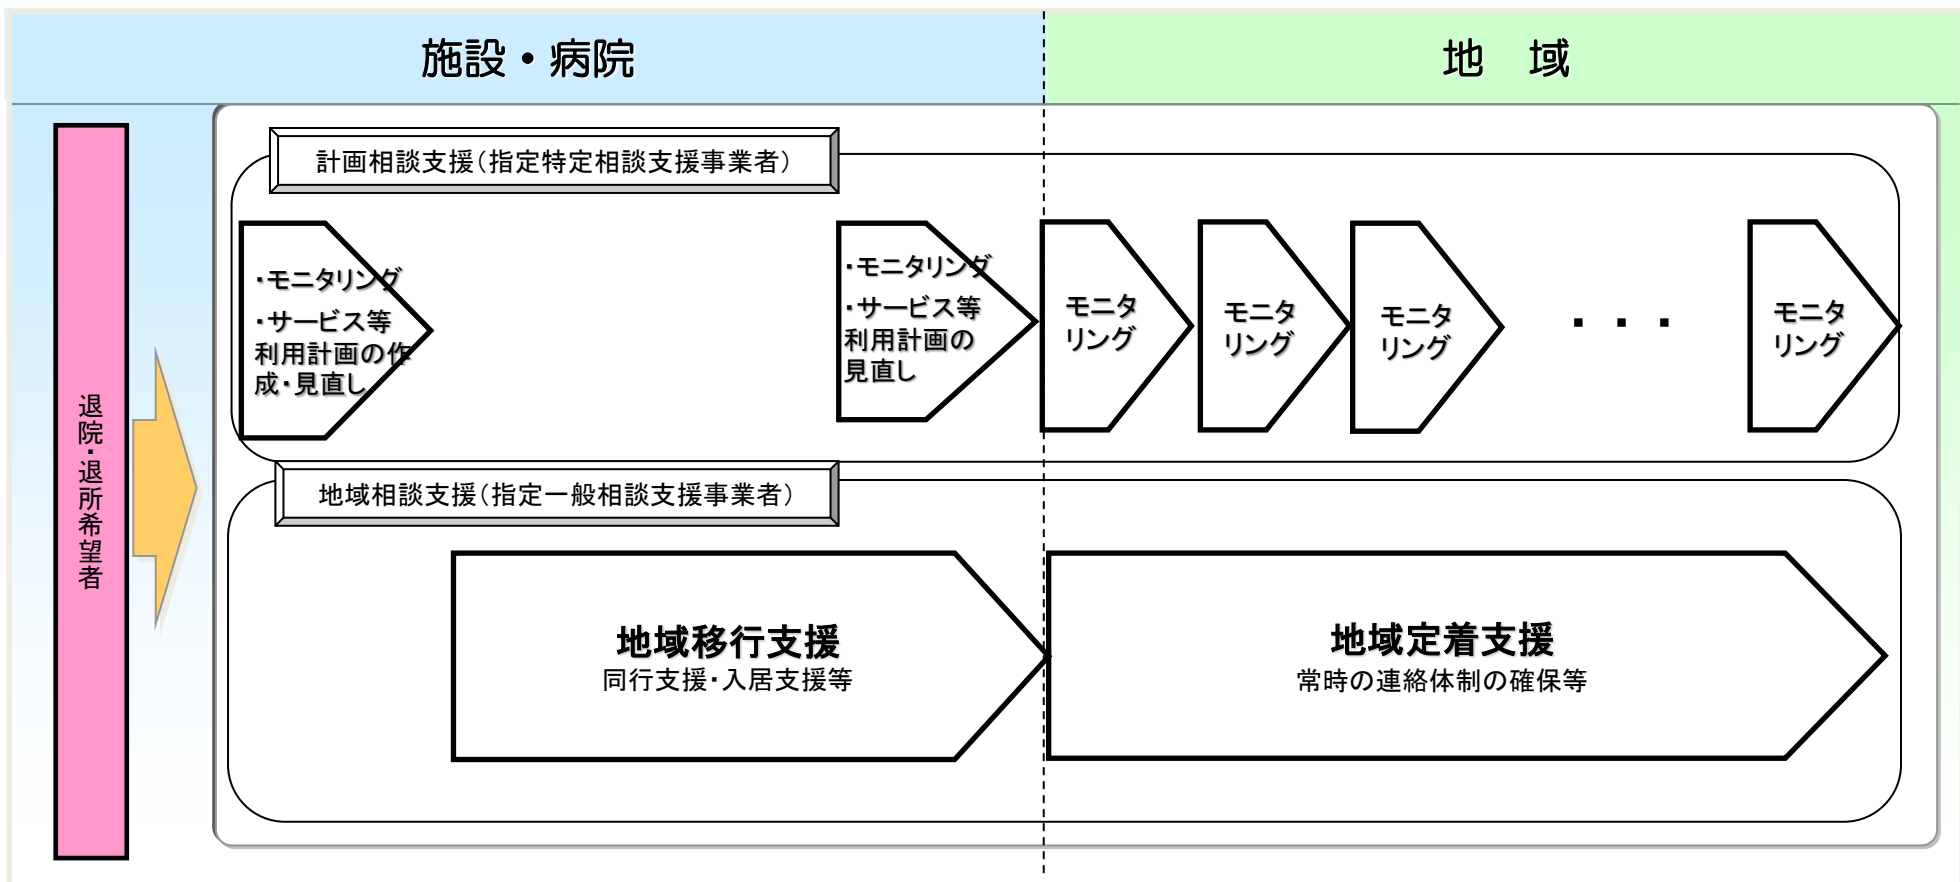 施設・病院
地　域
退院・退所希望者
計画相談支援（指定特定相談支援事業者）
・モニタリング
・サービス等
利用計画の作
成・見直し
・モニタリング
・サービス等
利用計画の
見直し
モニタ
リング
モニタ
リング
モニタ
リング
・・・
モニタ
リング
地域相談支援（指定一般相談支援事業者）
地域移行支援
同行支援・入居支援等
地域定着支援
常時の連絡体制の確保等